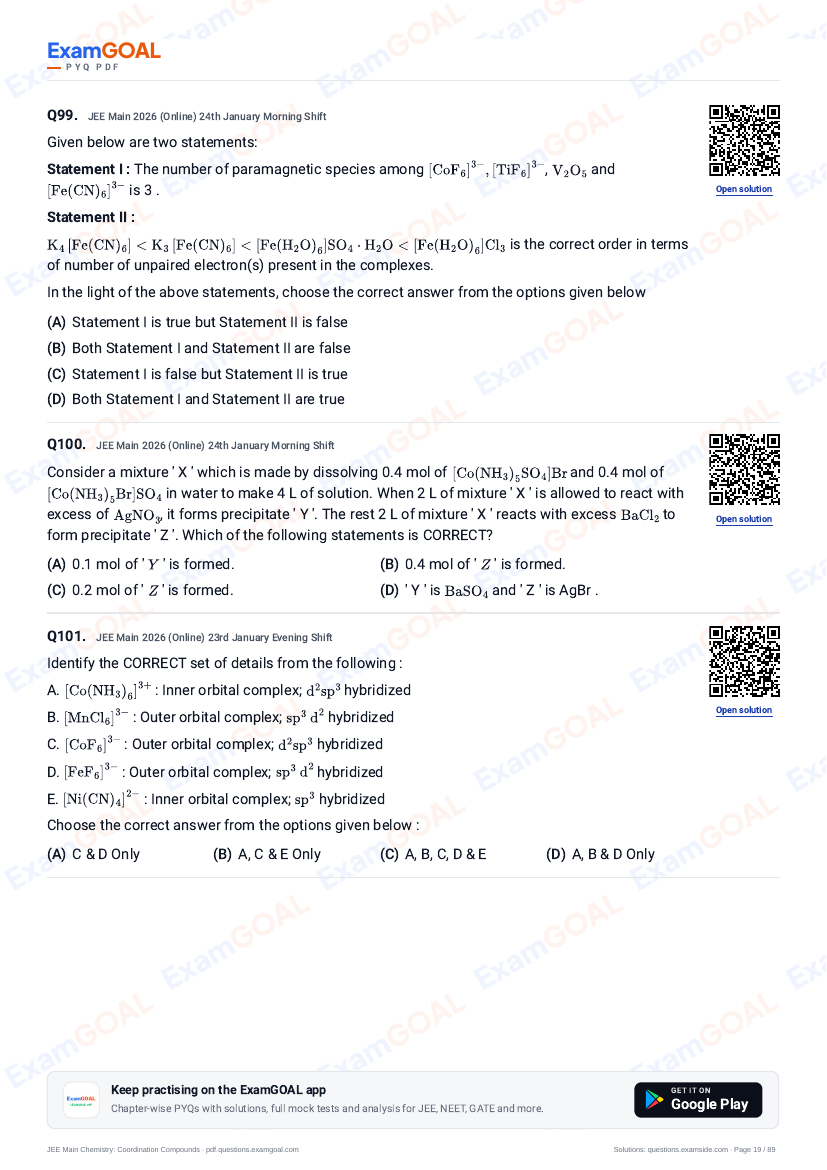 ExamGOAL
PYQ PDF
Q99. JEE Main 2026 (Online) 24th January Morning Shift
Given below are two statements:
Statement I : The number of paramagnetic species among [CoF₆]³⁻, [TiF₆]³⁻, V₂O₅ and
[Fe(CN)₆]³⁻ is 3 .
Statement II :
K₄ [Fe(CN)₆] < K₃ [Fe(CN)₆] < [Fe(H₂O)₆]SO₄ · H₂O < [Fe(H₂O)₆]Cl₃ is the correct order in terms
of number of unpaired electron(s) present in the complexes.
In the light of the above statements, choose the correct answer from the options given below
(A) Statement I is true but Statement II is false
(B) Both Statement I and Statement II are false
(C) Statement I is false but Statement II is true
(D) Both Statement I and Statement II are true
Open solution
Q100. JEE Main 2026 (Online) 24th January Morning Shift
Consider a mixture ' X ' which is made by dissolving 0.4 mol of [Co(NH₃)₅SO₄]Br and 0.4 mol of
[Co(NH₃)₅Br]SO₄ in water to make 4 L of solution. When 2 L of mixture ' X ' is allowed to react with
excess of AgNO₃, it forms precipitate ' Y '. The rest 2 L of mixture ' X ' reacts with excess BaCl₂ to
form precipitate ' Z '. Which of the following statements is CORRECT?
(A) 0.1 mol of ' Y ' is formed. (B) 0.4 mol of ' Z ' is formed.
(C) 0.2 mol of ' Z ' is formed. (D) ' Y ' is BaSO₄ and ' Z ' is AgBr .
Open solution
Q101. JEE Main 2026 (Online) 23rd January Evening Shift
Identify the CORRECT set of details from the following :
A. [Co(NH₃)₆]³⁺ : Inner orbital complex; d²sp³ hybridized
B. [MnCl₆]³⁻ : Outer orbital complex; sp³ d² hybridized
C. [CoF₆]³⁻ : Outer orbital complex; d²sp³ hybridized
D. [FeF₆]³⁻ : Outer orbital complex; sp³ d² hybridized
E. [Ni(CN)₄]²⁻ : Inner orbital complex; sp³ hybridized
Choose the correct answer from the options given below :
(A) C & D Only (B) A, C & E Only (C) A, B, C, D & E (D) A, B & D Only
Open solution
ExamGOAL
Keep practising on the ExamGOAL app
Chapter-wise PYQs with solutions, full mock tests and analysis for JEE, NEET, GATE and more.
GET IT ON
Google Play
JEE Main Chemistry: Coordination Compounds · pdf.questions.examgoal.com
Solutions: questions.examside.com · Page 19 / 89